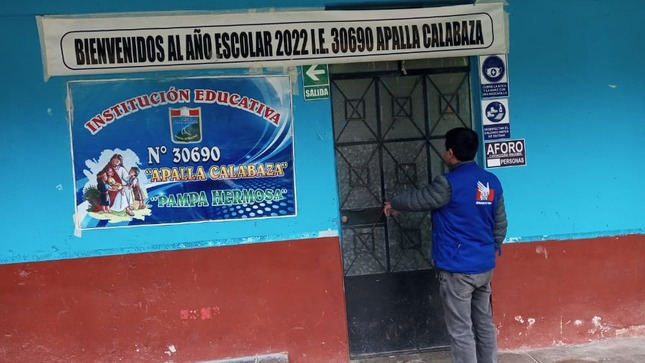 BIENVENIDOS AL AÑO ESCOLAR 2022 I.E. 30690 APALLA CALABAZA
INSTITUCIÓN EDUCATIVA
N° 30690
"APALLA CALABAZA"
"PAMPA HERMOSA"
SALIDA
AFORO
PERSONAS